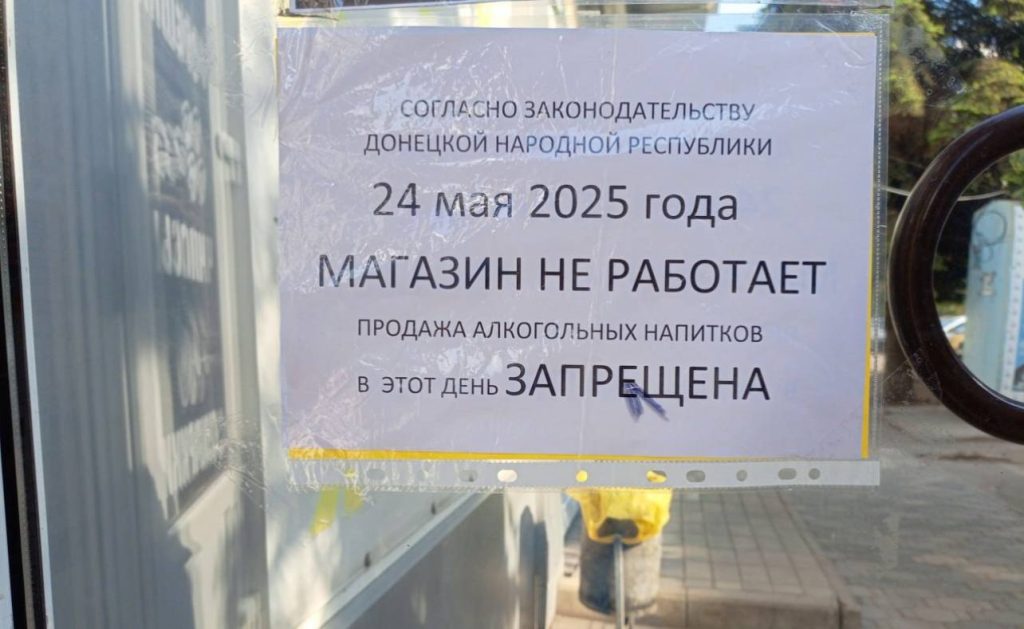 СОГЛАСНО ЗАКОНОДАТЕЛЬСТВУ
ДОНЕЦКОЙ НАРОДНОЙ РЕСПУБЛИКИ
24 мая 2025 года
МАГАЗИН НЕ РАБОТАЕТ
ПРОДАЖА АЛКОГОЛЬНЫХ НАПИТКОВ
В ЭТОТ ДЕНЬ ЗАПРЕЩЕНА